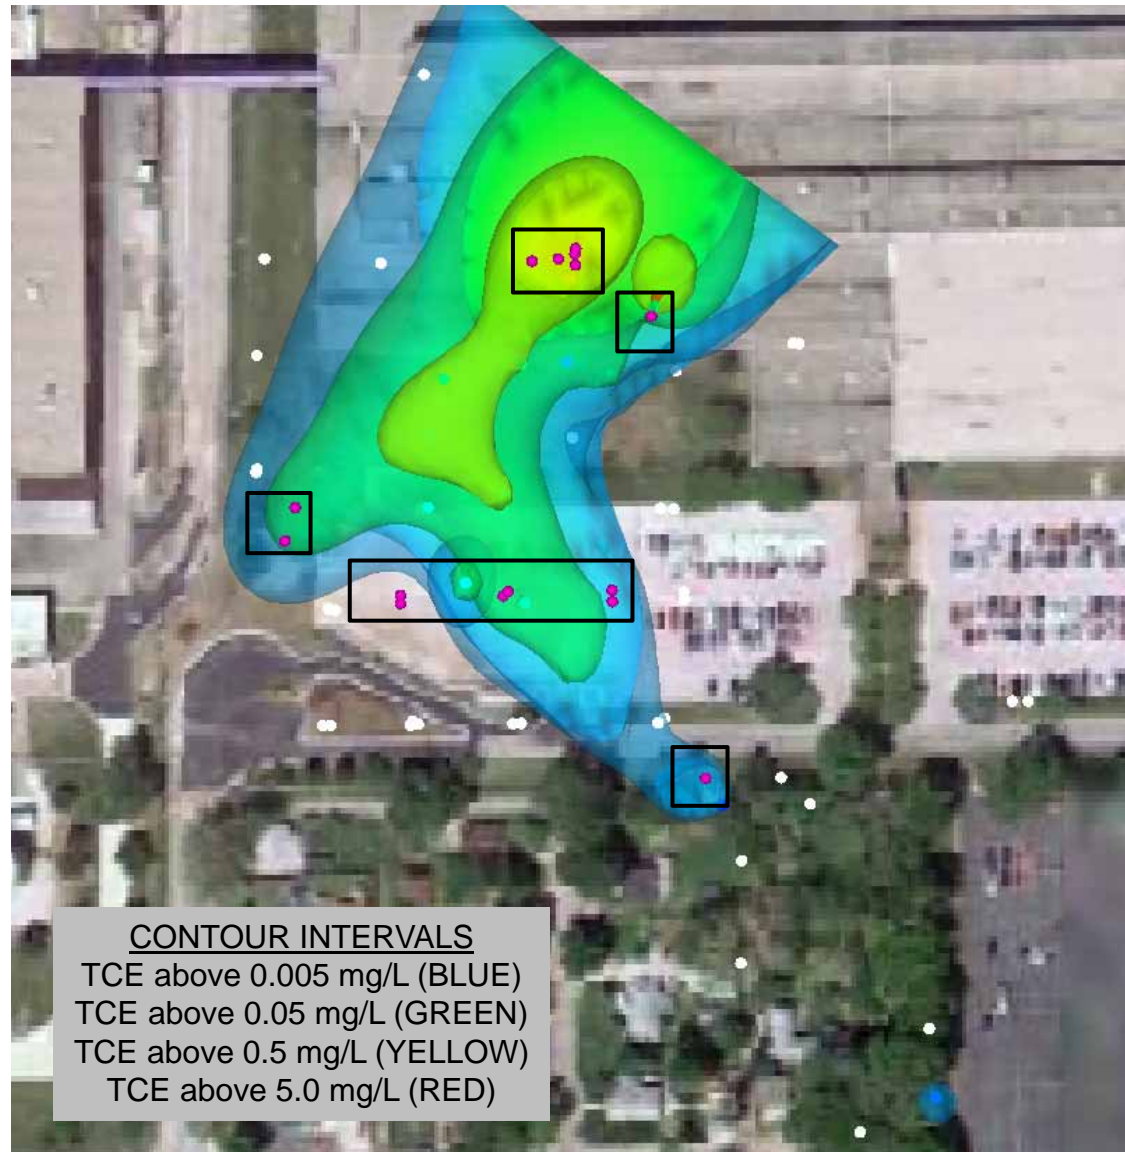 CONTOUR INTERVALS
TCE above 0.005 mg/L (BLUE)
TCE above 0.05 mg/L (GREEN)
TCE above 0.5 mg/L (YELLOW)
TCE above 5.0 mg/L (RED)